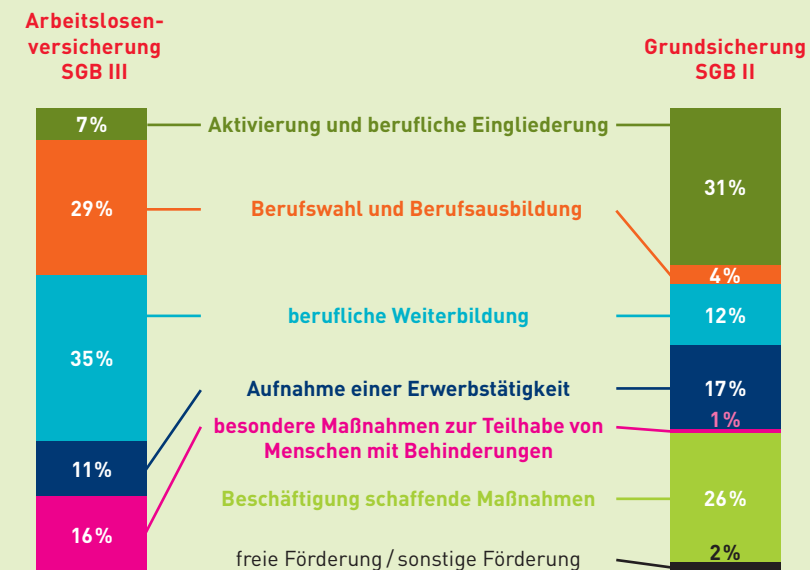 Arbeitslosen-
versicherung
SGB III
Grundsicherung
SGB II
7%
Aktivierung und berufliche Eingliederung
31%
29%
Berufswahl und Berufsausbildung
4%
35%
berufliche Weiterbildung
12%
11%
Aufnahme einer Erwerbstätigkeit
17%
16%
besondere Maßnahmen zur Teilhabe von
Menschen mit Behinderungen
1%
Beschäftigung schaffende Maßnahmen
26%
freie Förderung / sonstige Förderung
2%